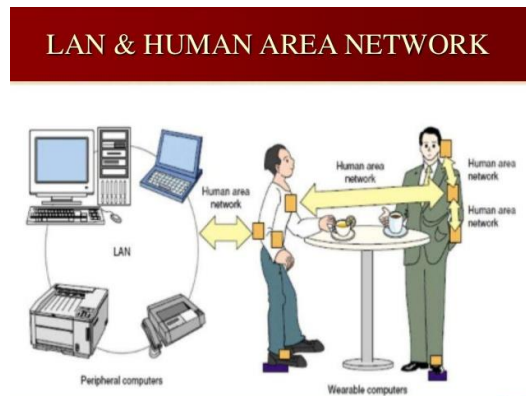 LAN & HUMAN AREA NETWORK
Human area
network
Human area
network
Human area
network
Human area
network
LAN
Peripheral computers
Wearable computers